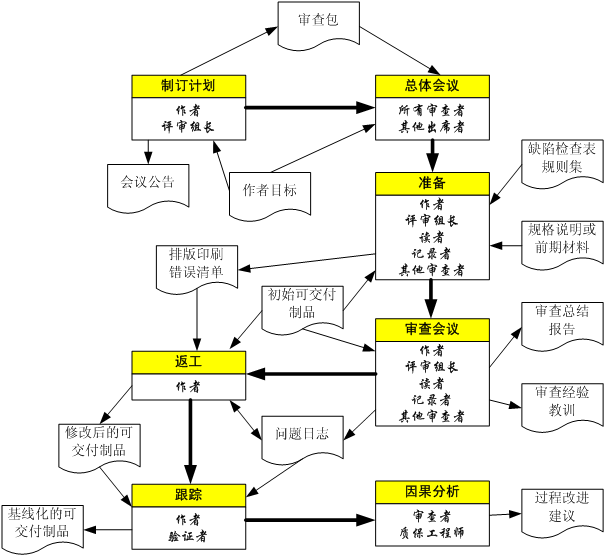 审查包
制订计划
作者
评审组长
总体会议
所有审查者
其他出席者
会议公告
作者目标
缺陷检查表
规则集
准备
作者
评审组长
读者
记录者
其他审查者
规格说明或
前期材料
排版印刷
错误清单
初始可交付
制品
审查会议
作者
评审组长
读者
记录者
其他审查者
审查总结
报告
返工
作者
审查经验
教训
修改后的可
交付制品
问题日志
跟踪
作者
验证者
因果分析
审查者
质保工程师
过程改进
建议
基线化的可
交付制品